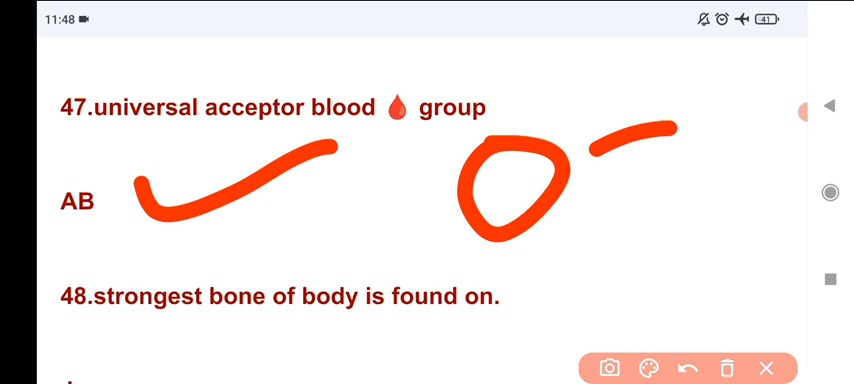 11:48
41
47.universal acceptor blood 🩸 group
O-
AB
48.strongest bone of body is found on.